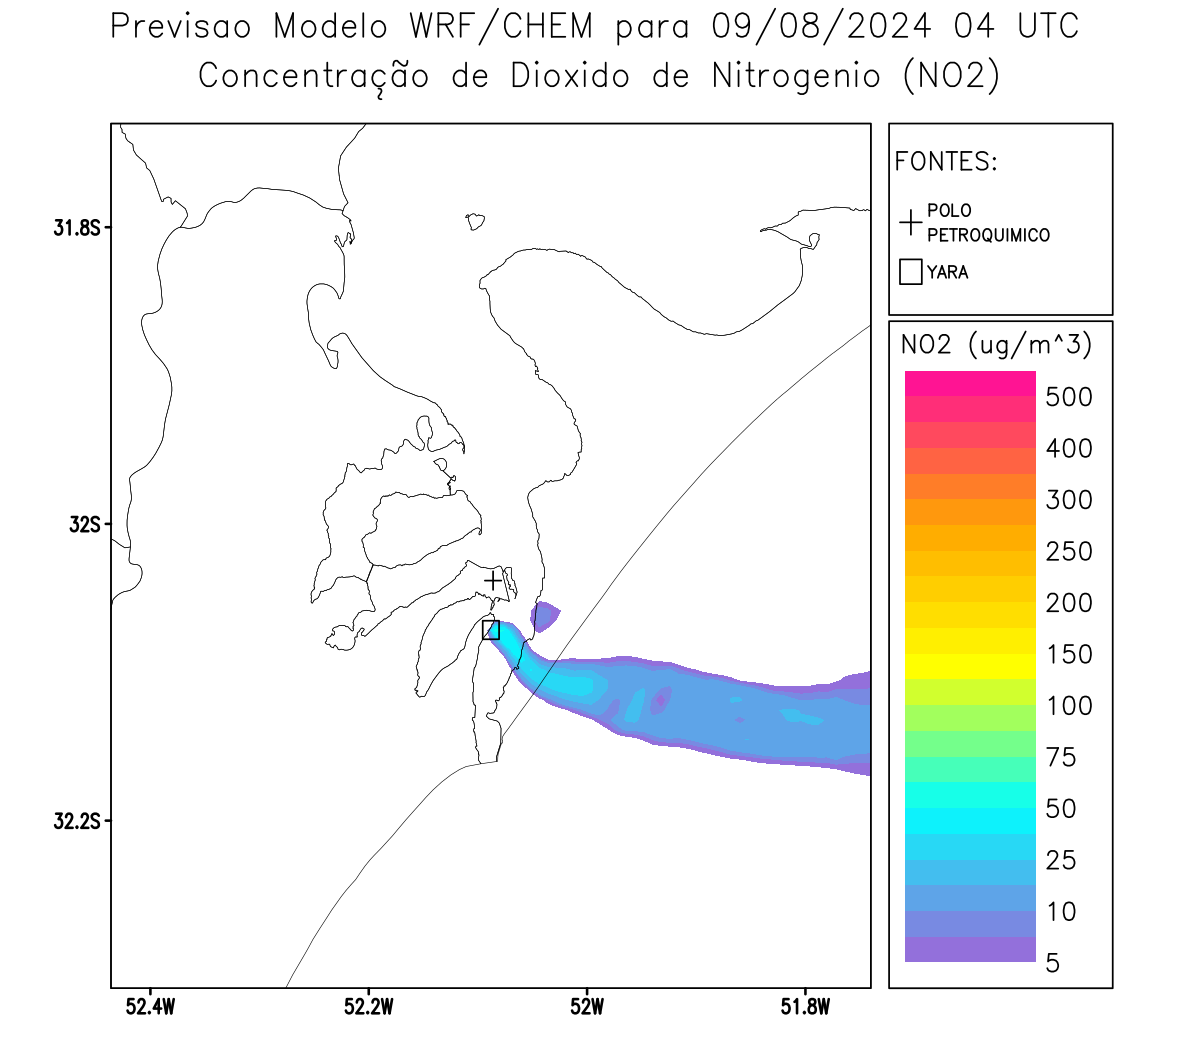 Previsao Modelo WRF/CHEM para 09/08/2024 04 UTC
Concentração de Dioxido de Nitrogenio (NO2)
FONTES:
POLO
PETROQUIMICO
YARA
NO2 (ug/m^3)
500
400
300
250
200
150
100
75
50
25
10
5
31.8S
32S
32.2S
52.4W
52.2W
52W
51.8W